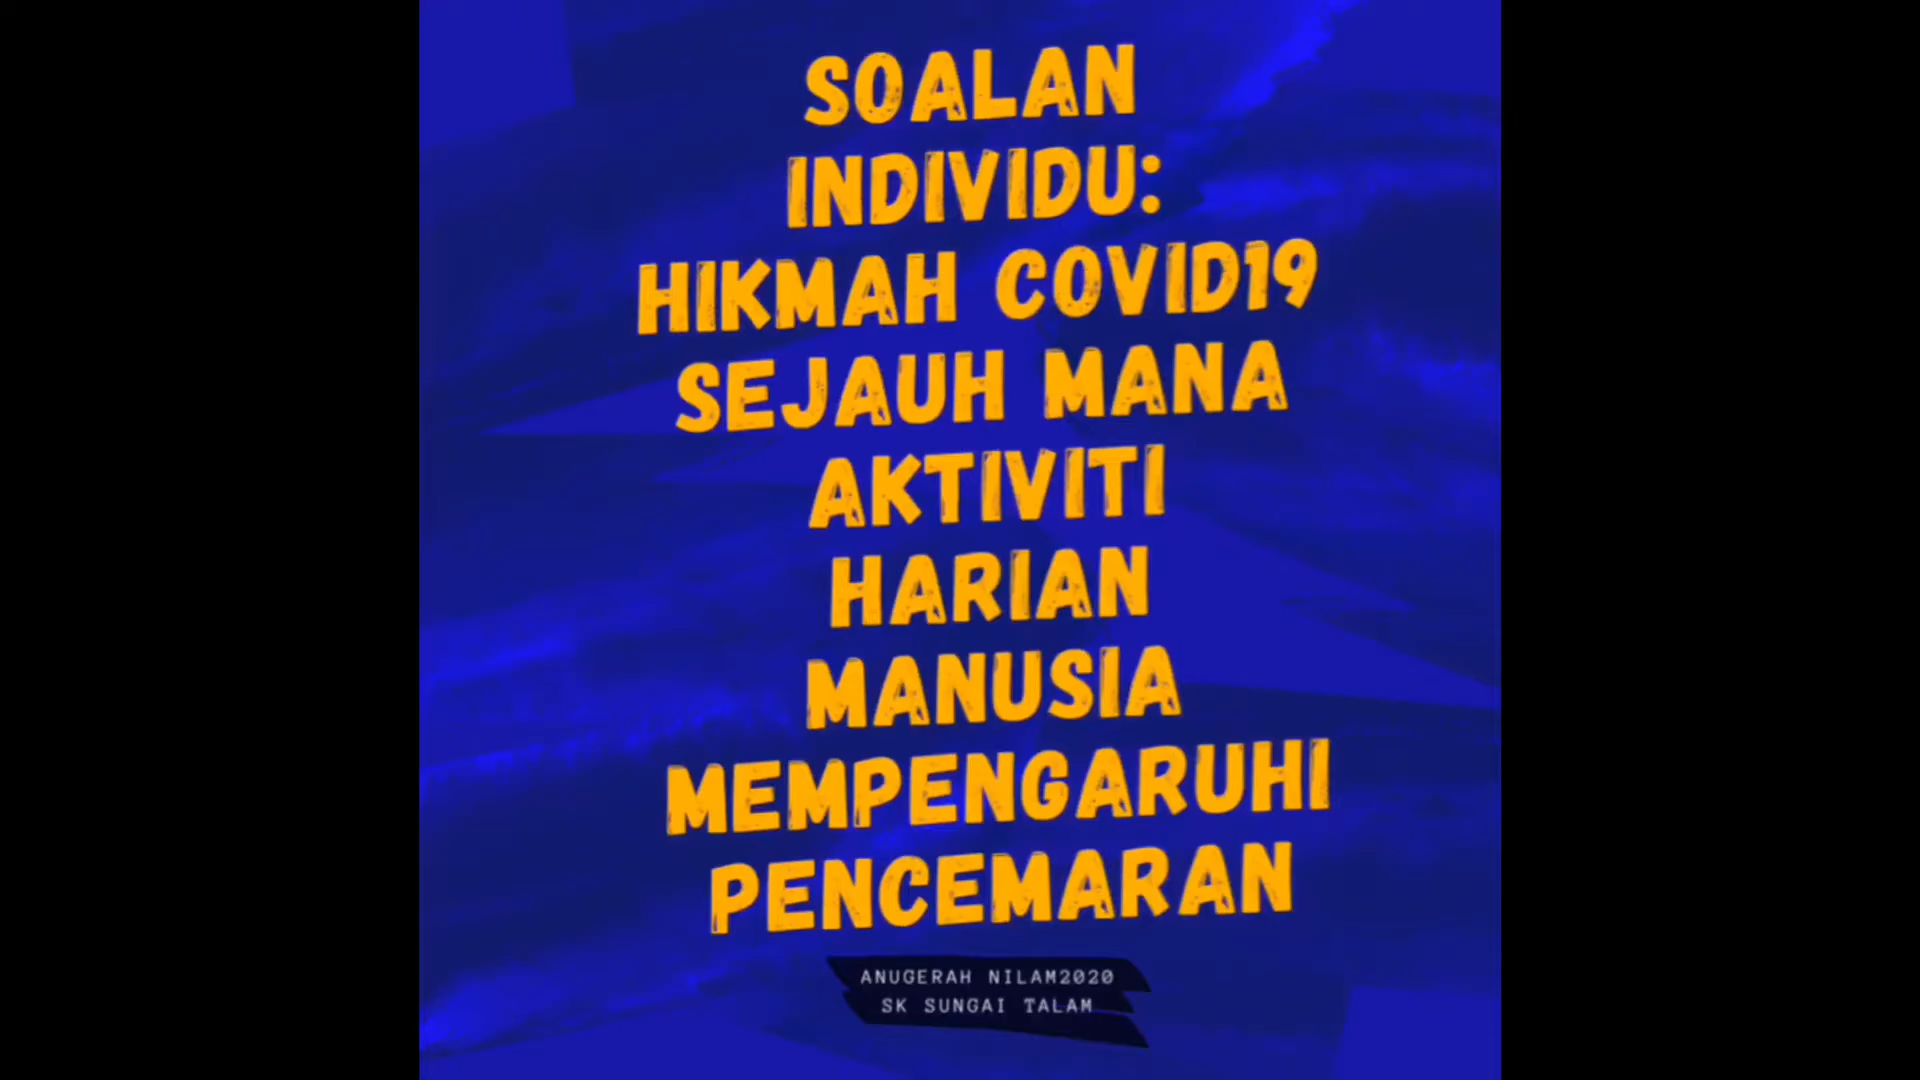 SOALAN
INDIVIDU:
HIKMAH COVID19
SEJAUH MANA
AKTIVITI
HARIAN
MANUSIA
MEMPENGARUHI
PENCEMARAN
ANUGERAH NILAM2020
SK SUNGAI TALAM